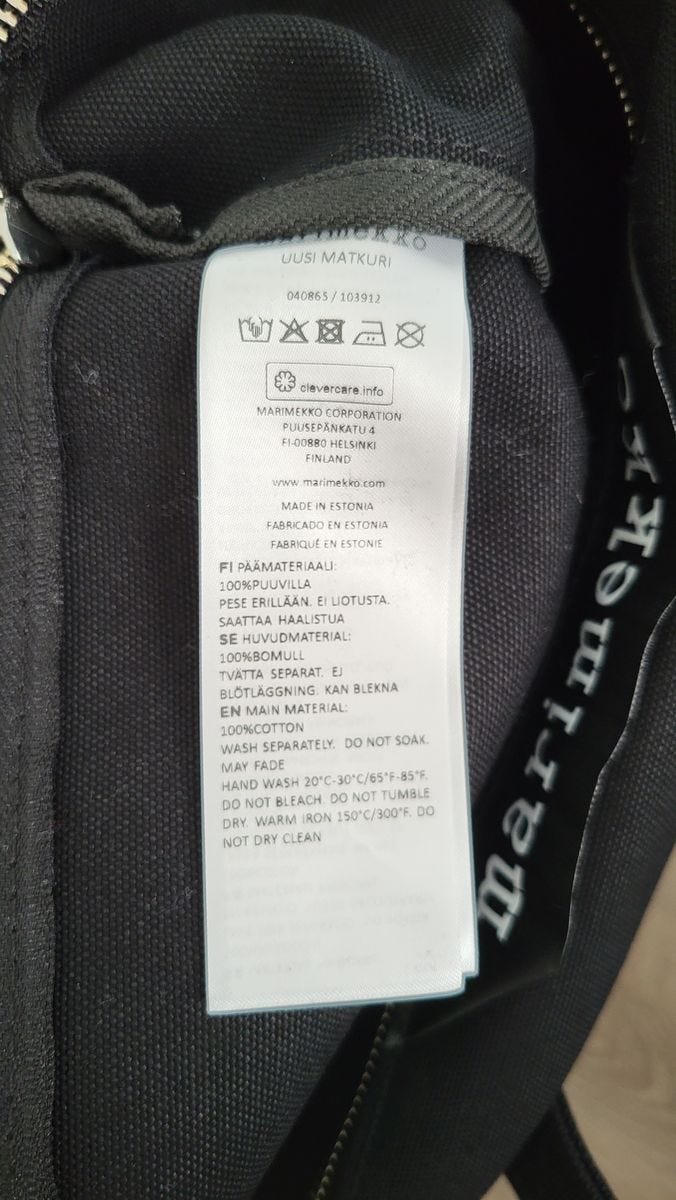 marimekko
UUSI MATKURI
040865 / 103912
clevercare.info
MARIMEKKO CORPORATION
PUUSEPÄNKATU 4
FI-00880 HELSINKI
FINLAND
www.marimekko.com
MADE IN ESTONIA
FABRICADO EN ESTONIA
FABRIQUÉ EN ESTONIE
FI PÄÄMATERIAALI:
100%PUUVILLA
PESE ERILLÄÄN. EI LIOTUSTA.
SAATTAA HAALISTUA
SE HUVUDMATERIAL:
100%BOMULL
TVÄTTA SEPARAT. EJ
BLÖTLÄGGNING. KAN BLEKNA
EN MAIN MATERIAL:
100%COTTON
WASH SEPARATELY. DO NOT SOAK.
MAY FADE
HAND WASH 20°C-30°C/65°F-85°F.
DO NOT BLEACH. DO NOT TUMBLE
DRY. WARM IRON 150°C/300°F. DO
NOT DRY CLEAN
marimekko